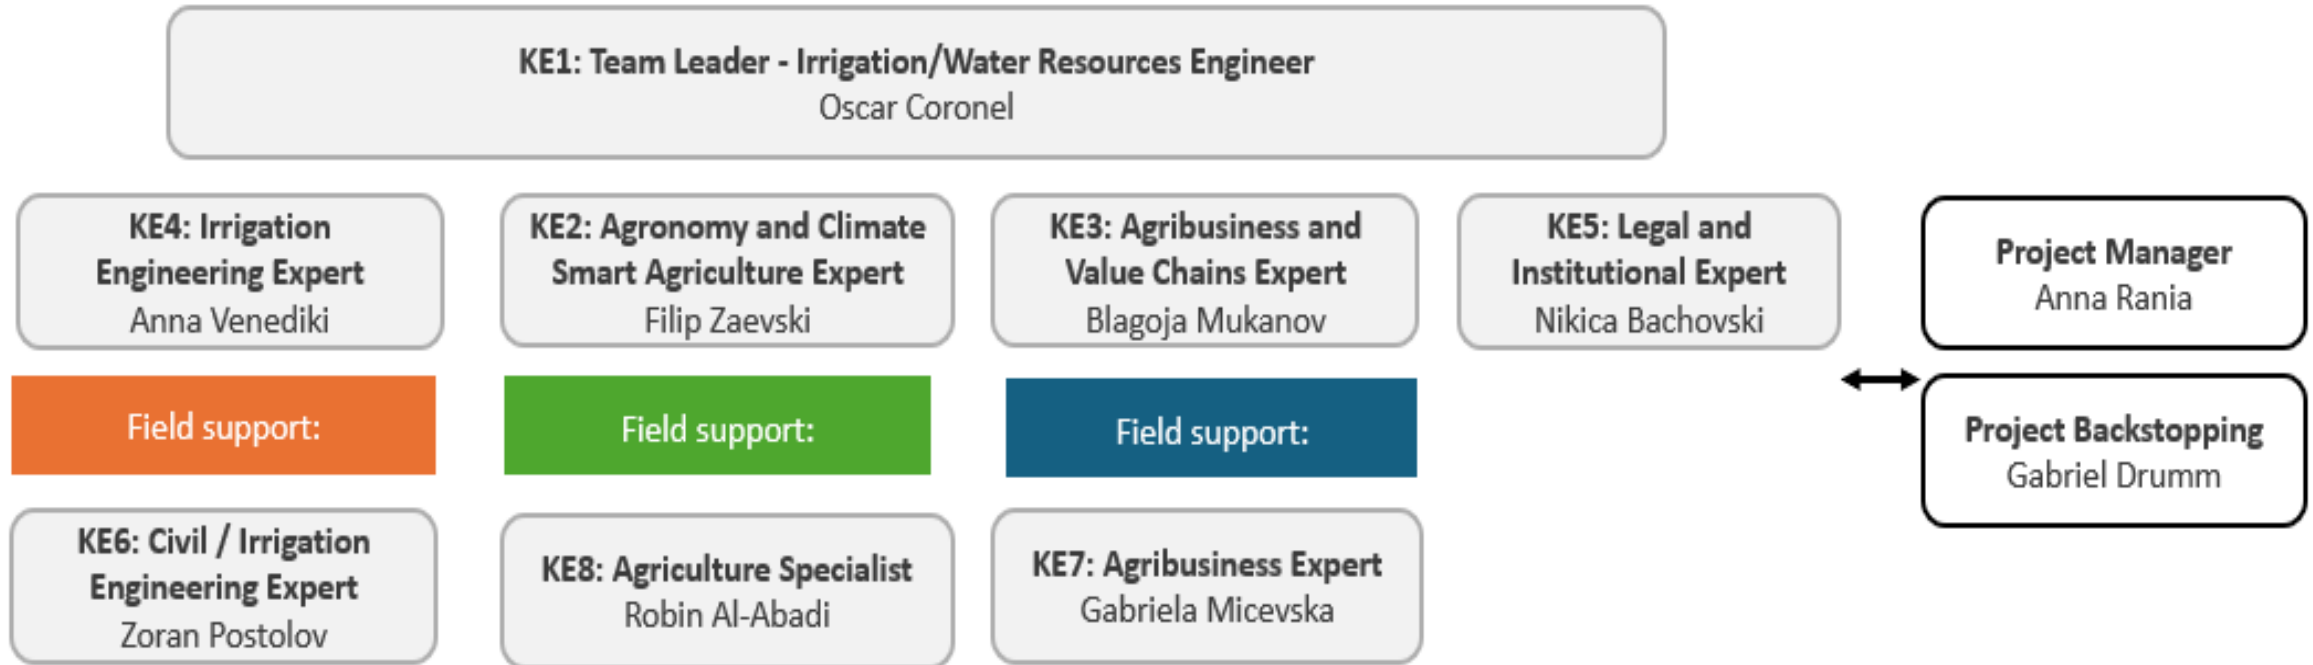 KE1: Team Leader - Irrigation/Water Resources Engineer
Oscar Coronel
KE4: Irrigation
Engineering Expert
Anna Venediki
KE2: Agronomy and Climate
Smart Agriculture Expert
Filip Zaevski
KE3: Agribusiness and
Value Chains Expert
Blagoja Mukanov
KE5: Legal and
Institutional Expert
Nikica Bachovski
Project Manager
Anna Rania
Field support:
Field support:
Field support:
Project Backstopping
Gabriel Drumm
KE6: Civil / Irrigation
Engineering Expert
Zoran Postolov
KE8: Agriculture Specialist
Robin Al-Abadi
KE7: Agribusiness Expert
Gabriela Micevska